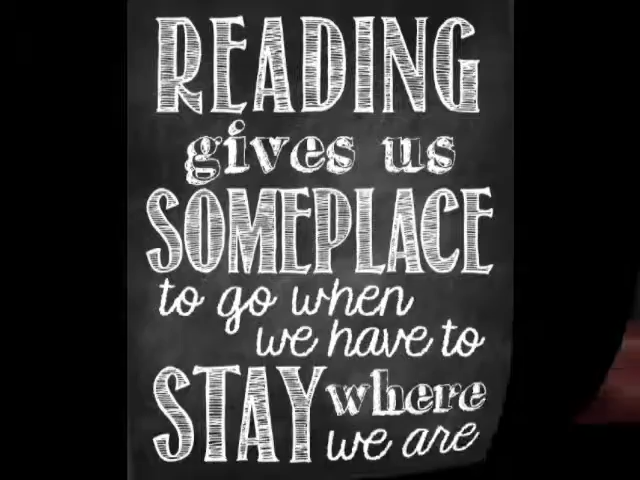 READING
gives us
SOMEPLACE
to go when
we have to
STAY where
we are